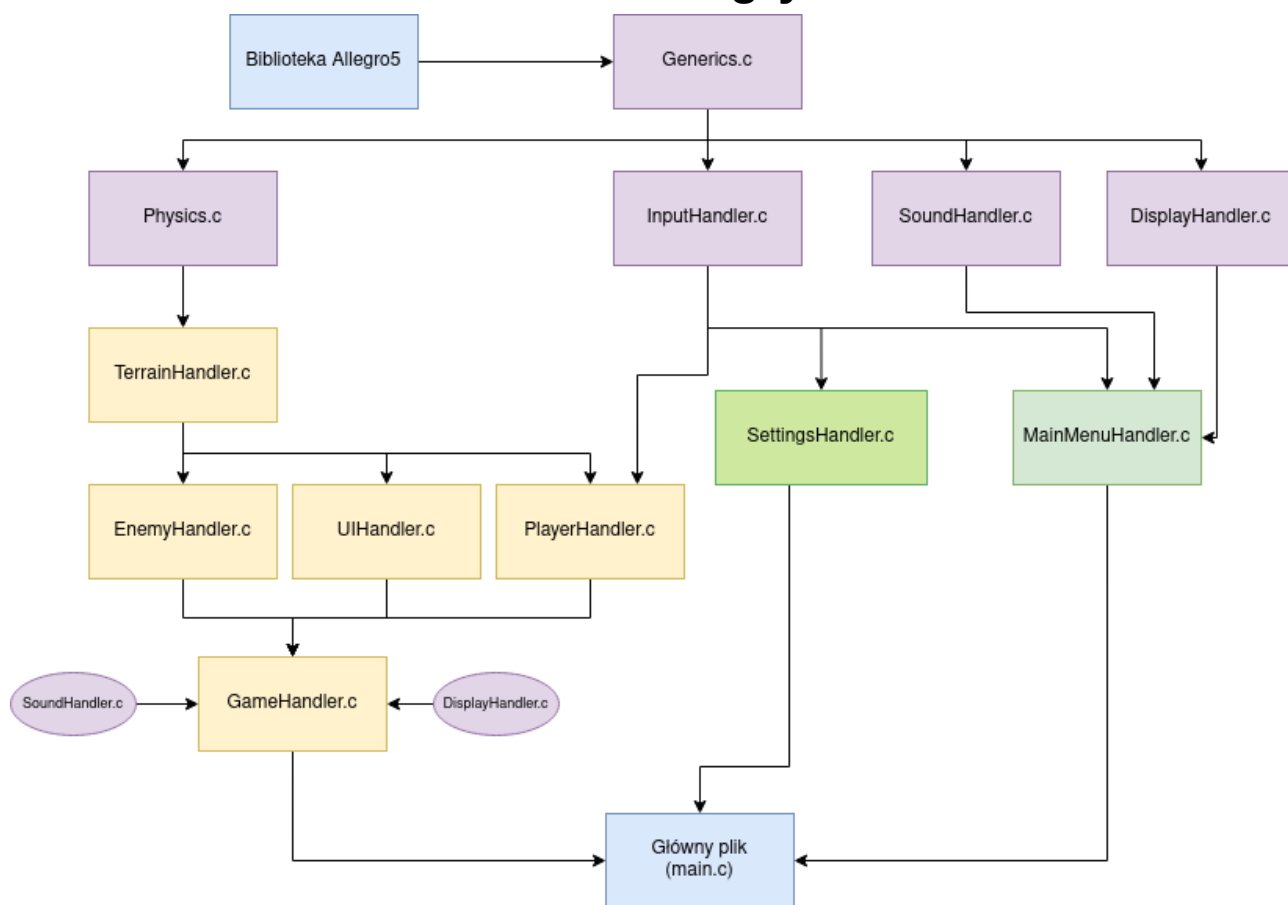 Biblioteka Allegro5
Generics.c
Physics.c
InputHandler.c
SoundHandler.c
DisplayHandler.c
TerrainHandler.c
SettingsHandler.c
MainMenuHandler.c
EnemyHandler.c
UIHandler.c
PlayerHandler.c
SoundHandler.c
GameHandler.c
DisplayHandler.c
Główny plik
(main.c)